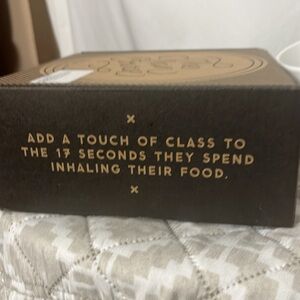 x
ADD A TOUCH OF CLASS TO
THE 17 SECONDS THEY SPEND
INHALING THEIR FOOD.
x